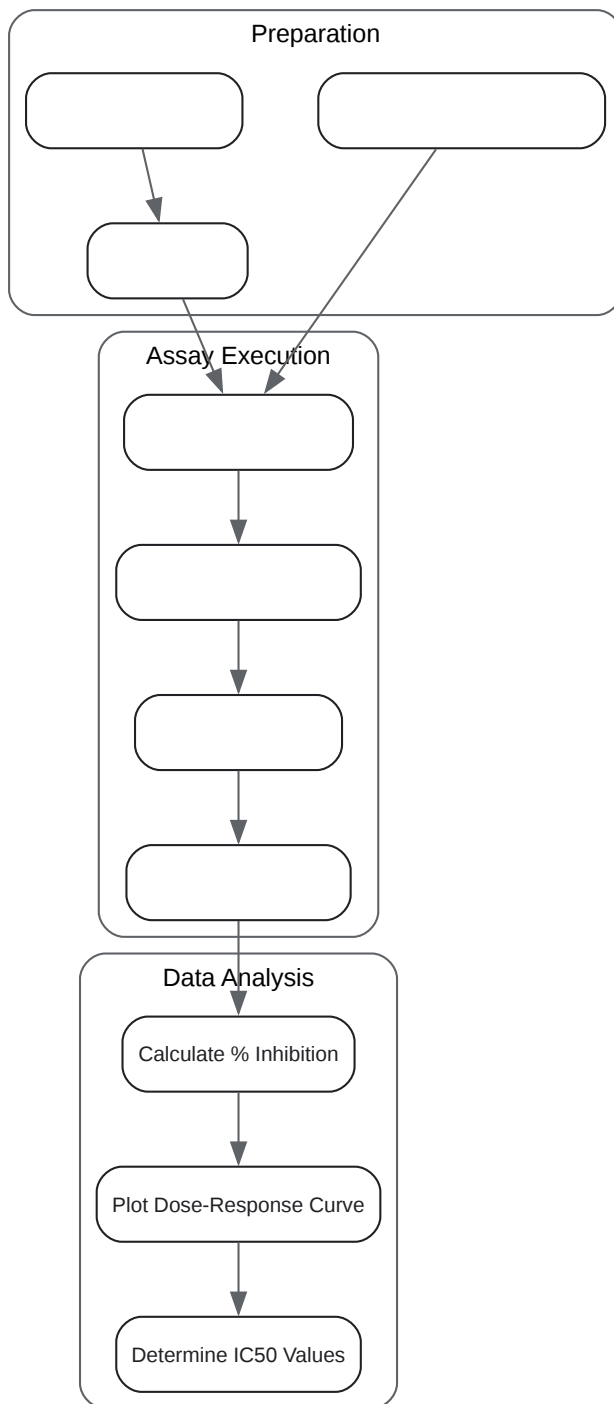 Preparation
Assay Execution
Data Analysis
Calculate % Inhibition
Plot Dose-Response Curve
Determine IC50 Values